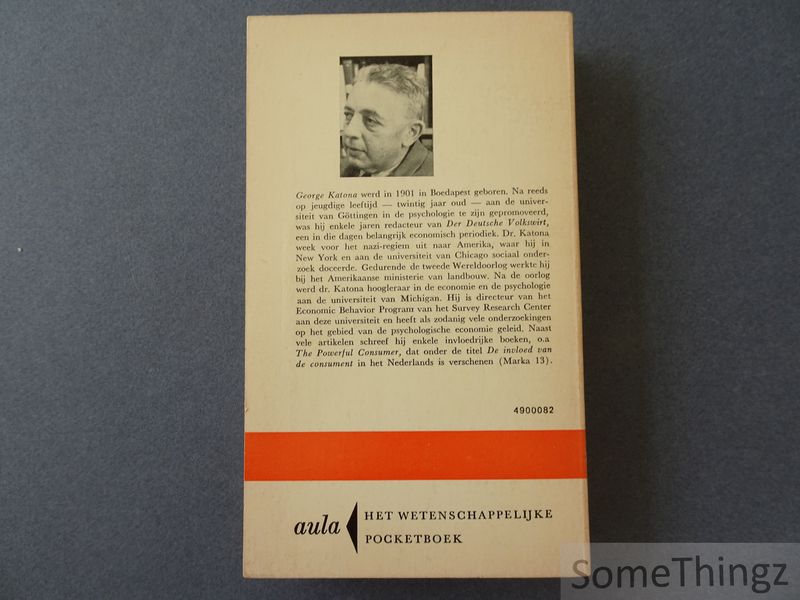 George Katona werd in 1901 in Boedapest geboren. Na reeds
op jeugdige leeftijd — twintig jaar oud — aan de univer-
siteit van Göttingen in de psychologie te zijn gepromoveerd,
was hij enkele jaren redacteur van Der Deutsche Volkswirt,
een in die dagen belangrijk economisch periodiek. Dr. Katona
week voor het nazi-regiem uit naar Amerika, waar hij in
New York en aan de universiteit van Chicago sociaal onder-
zoek doceerde. Gedurende de tweede Wereldoorlog werkte hij
bij het Amerikaanse ministerie van landbouw. Na de oorlog
werd dr. Katona hoogleraar in de economie en de psychologie
aan de universiteit van Michigan. Hij is directeur van het
Economic Behavior Program van het Survey Research Center
aan deze universiteit en heeft als zodanig vele onderzoekingen
op het gebied van de psychologische economie geleid. Naast
vele artikelen schreef hij enkele invloedrijke boeken, o.a
The Powerful Consumer, dat onder de titel De invloed van
de consument in het Nederlands is verschenen (Marka 13).
4900082
aula
HET WETENSCHAPPELIJKE
POCKETBOEK
SomeThingz